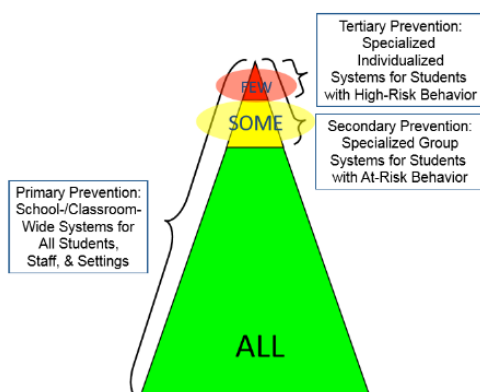 Tertiary Prevention:
Specialized
Individualized
Systems for Students
with High-Risk Behavior
FEW
SOME
Secondary Prevention:
Specialized Group
Systems for Students
with At-Risk Behavior
Primary Prevention:
School-/Classroom-
Wide Systems for
All Students,
Staff, & Settings
ALL